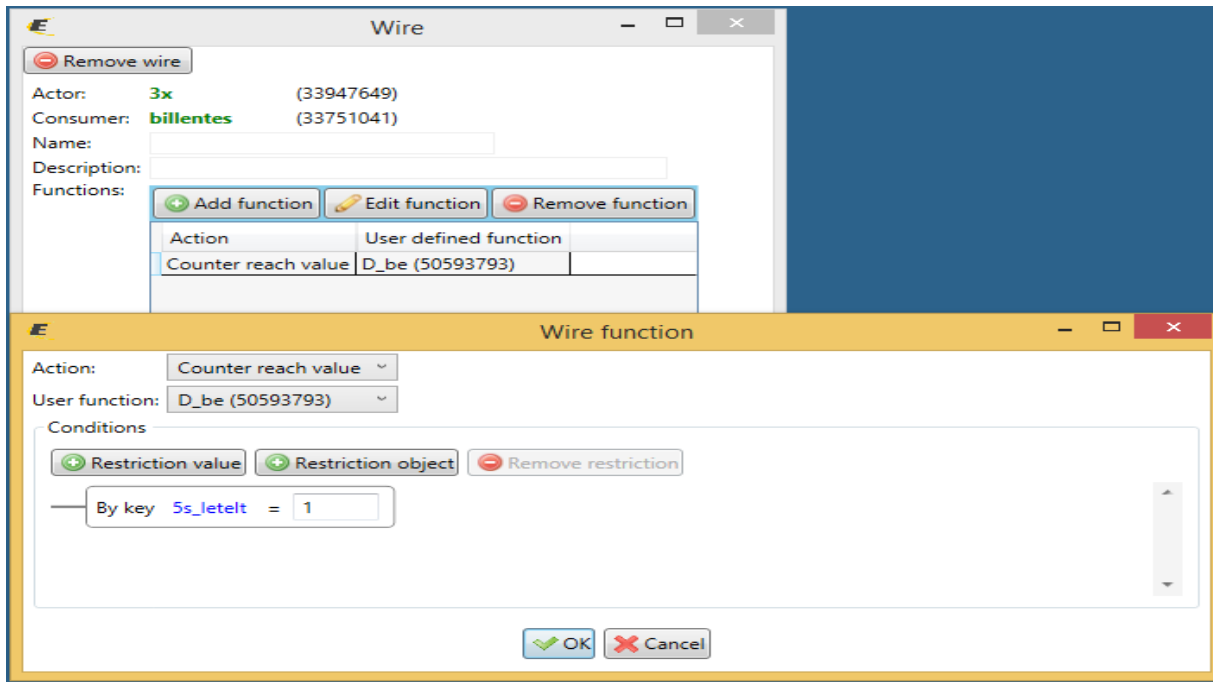 Wire
Remove wire
Actor: 3x (33947649)
Consumer: billentes (33751041)
Name:
Description:
Functions:
Add function Edit function Remove function
Action User defined function
Counter reach value D_be (50593793)
Wire function
Action: Counter reach value
User function: D_be (50593793)
Conditions
Restriction value Restriction object Remove restriction
By key 5s_letelt = 1
OK Cancel